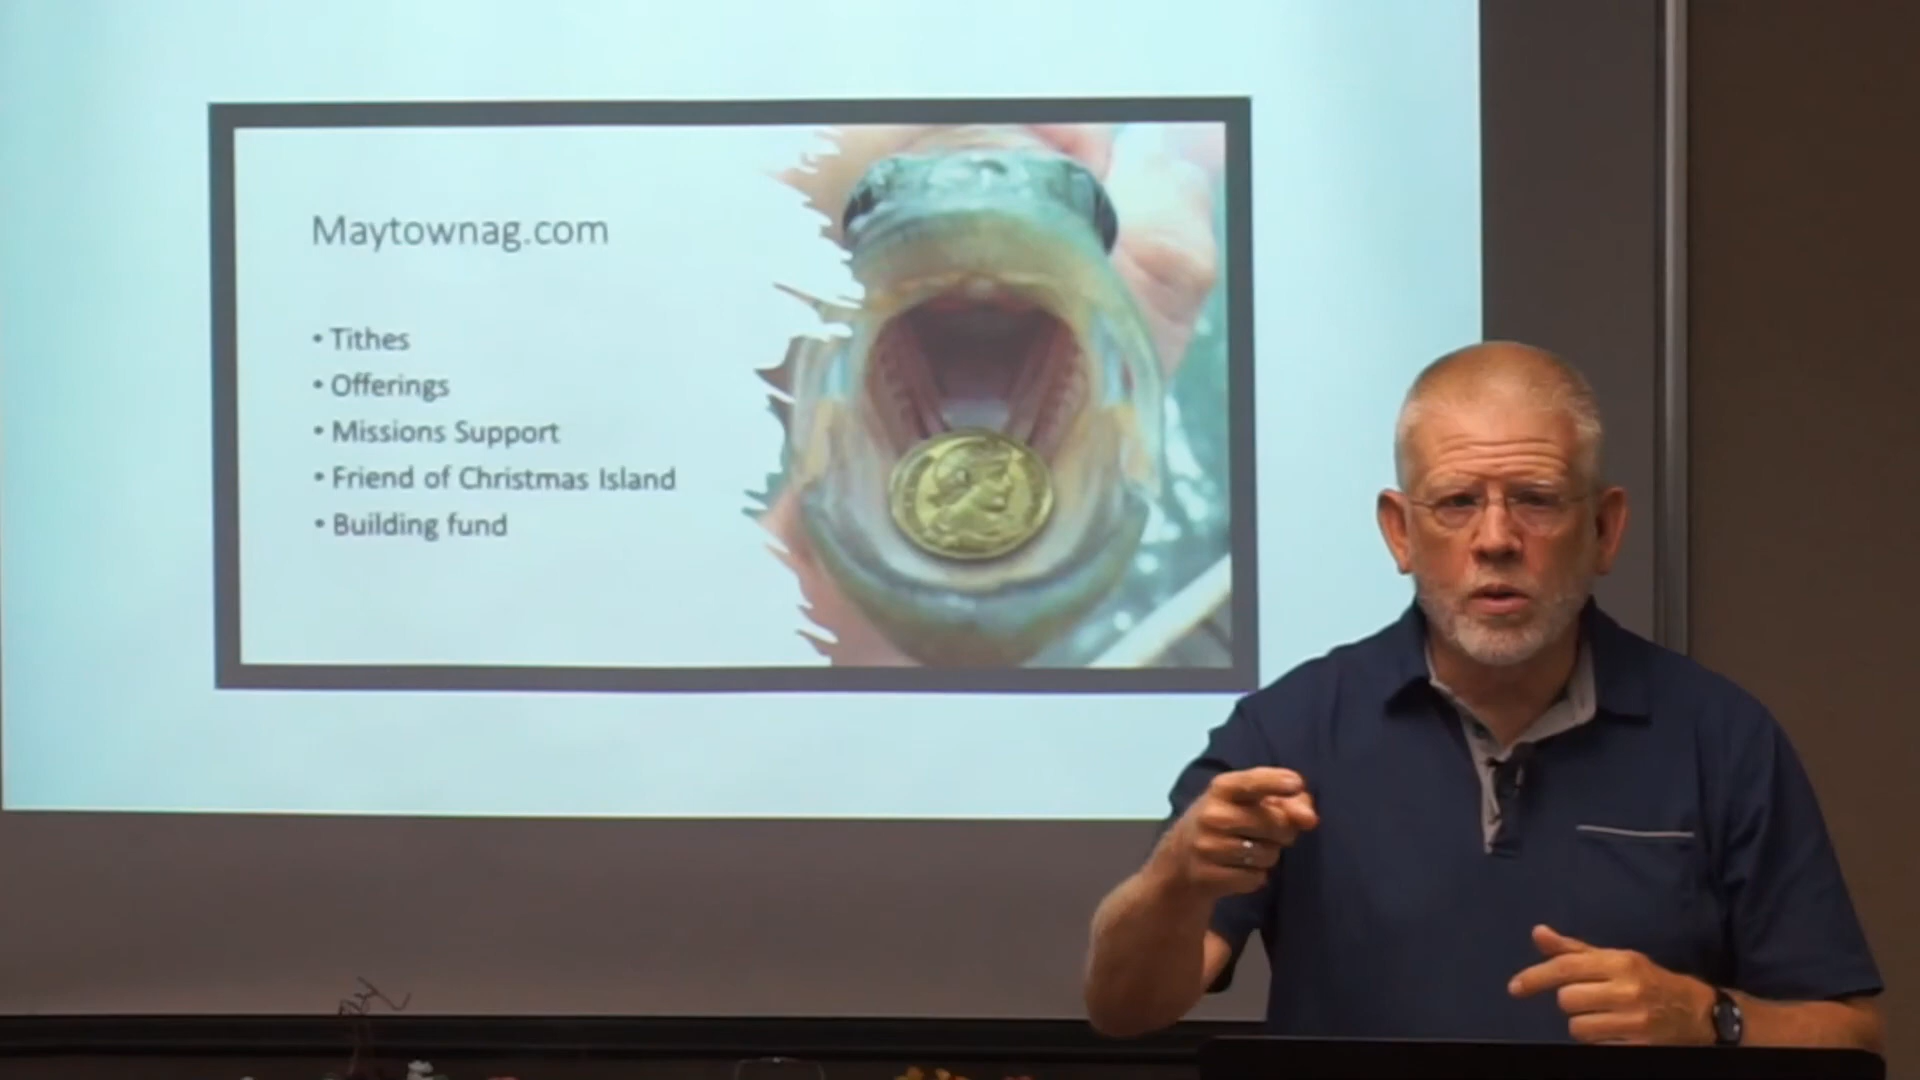 Maytownag.com
• Tithes
• Offerings
• Missions Support
• Friend of Christmas Island
• Building fund